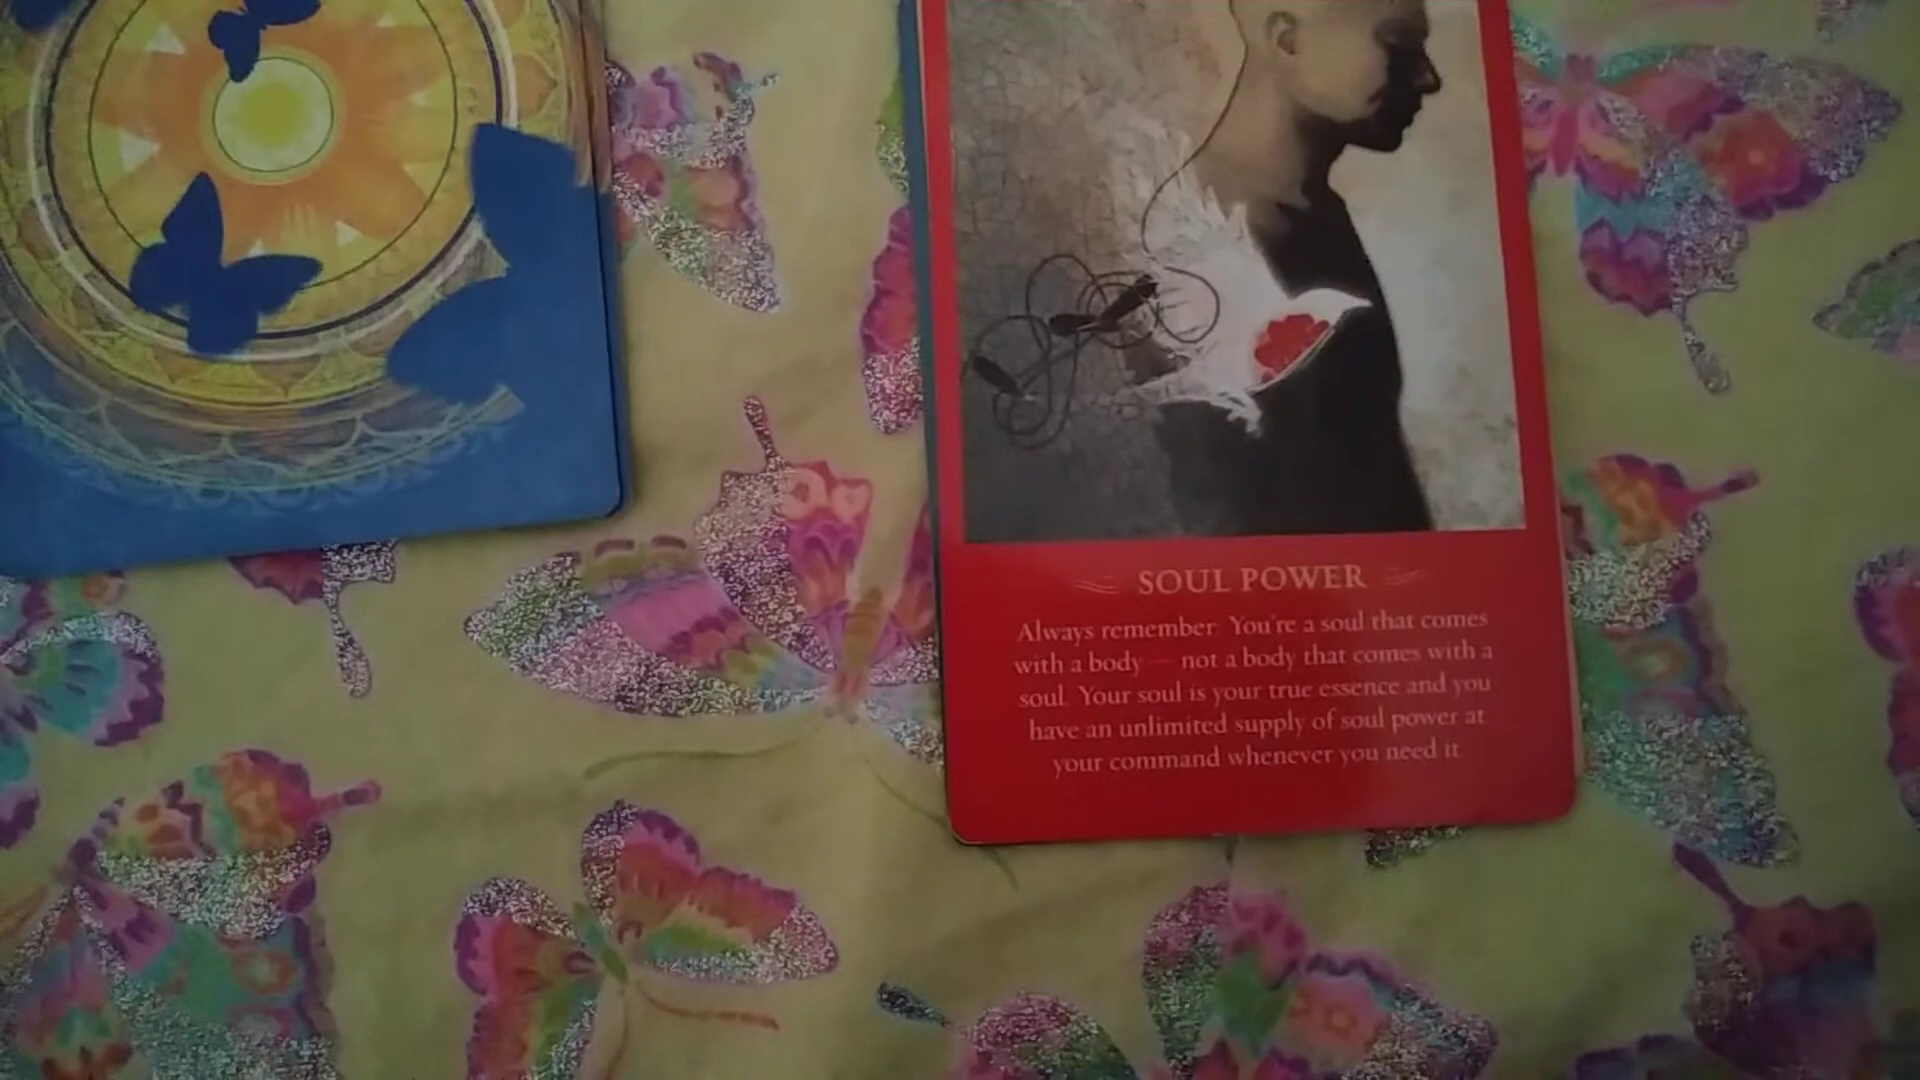 SOUL POWER
Always remember: You're a soul that comes
with a body — not a body that comes with a
soul. Your soul is your true essence and you
have an unlimited supply of soul power at
your command whenever you need it.